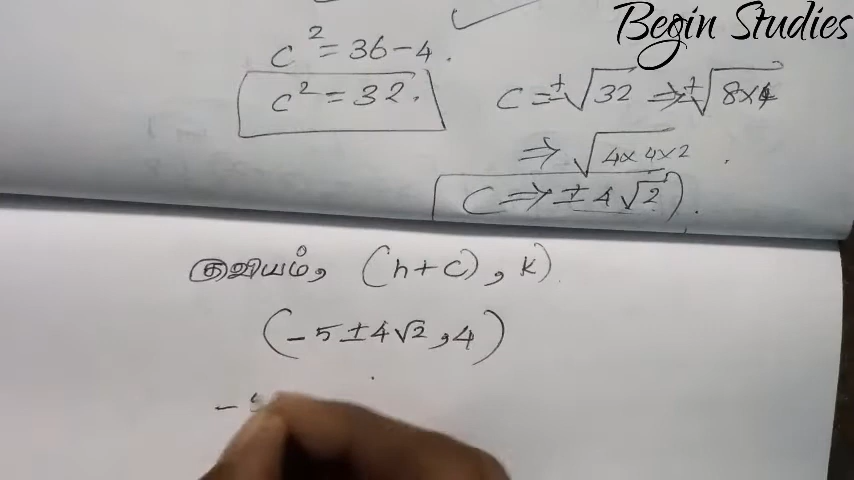 Begin Studies
c² = 36 - 4.
c² = 32.
C = ±√32 ⇒ ±√8×4
⇒ √4×4×2 .
C ⇒ ±4√2 .
குவியம், (h+c), k)
(-5±4√2, 4)
-5